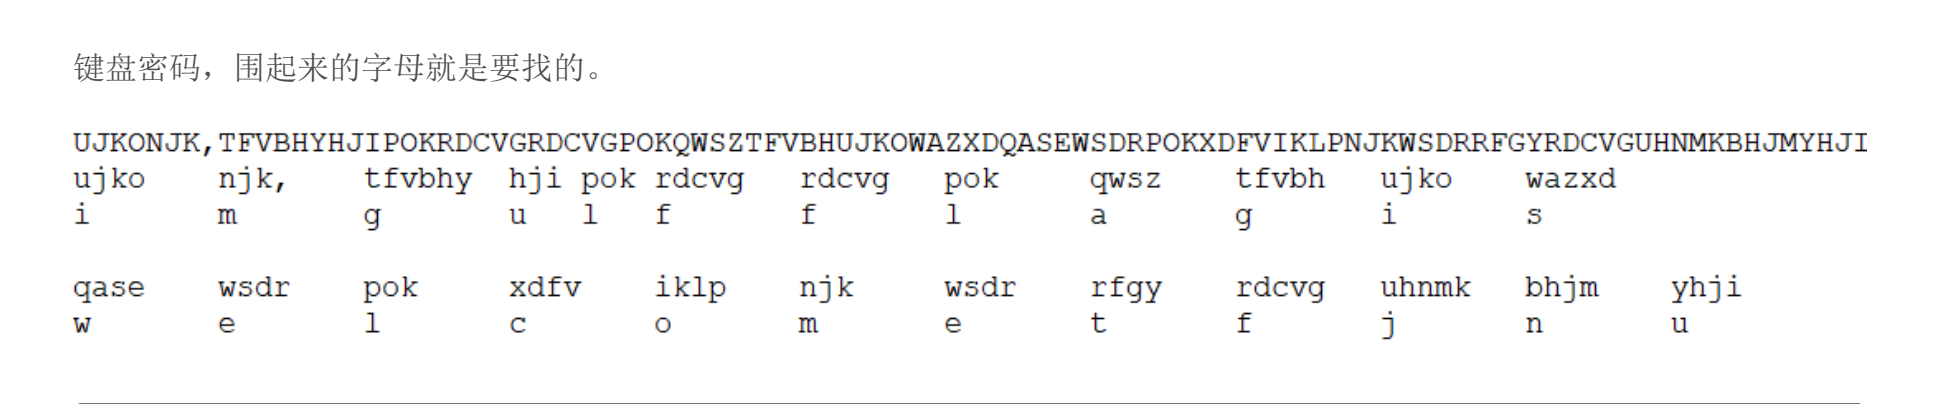 键盘密码，围起来的字母就是要找的。
UJKONJK,TFVBHYHJIPOKRDCVGRDCVGPOKQWSZTFVBHUJKOWAZXDQASEWSDRPOKXDFVIKLPNJKWSDRRFGYRDCVGUHNMKBHJMYHJI
ujko njk, tfvbhy hji pok rdcvg rdcvg pok qwsz tfvbh ujko wazxd
i m g u l f f l a g i s
qase wsdr pok xdfv iklp njk wsdr rfgy rdcvg uhnmk bhjm yhji
w e l c o m e t f j n u